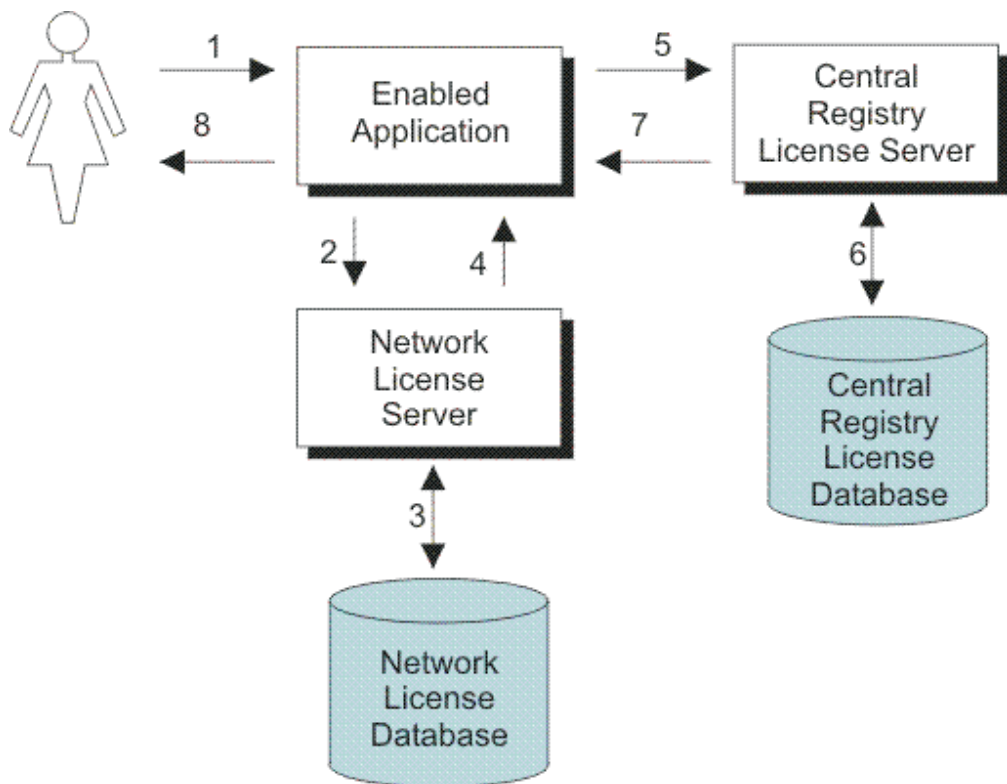 1
Enabled
Application
5
Central
Registry
License Server
8
7
2
4
6
Network
License
Server
Central
Registry
License
Database
3
Network
License
Database